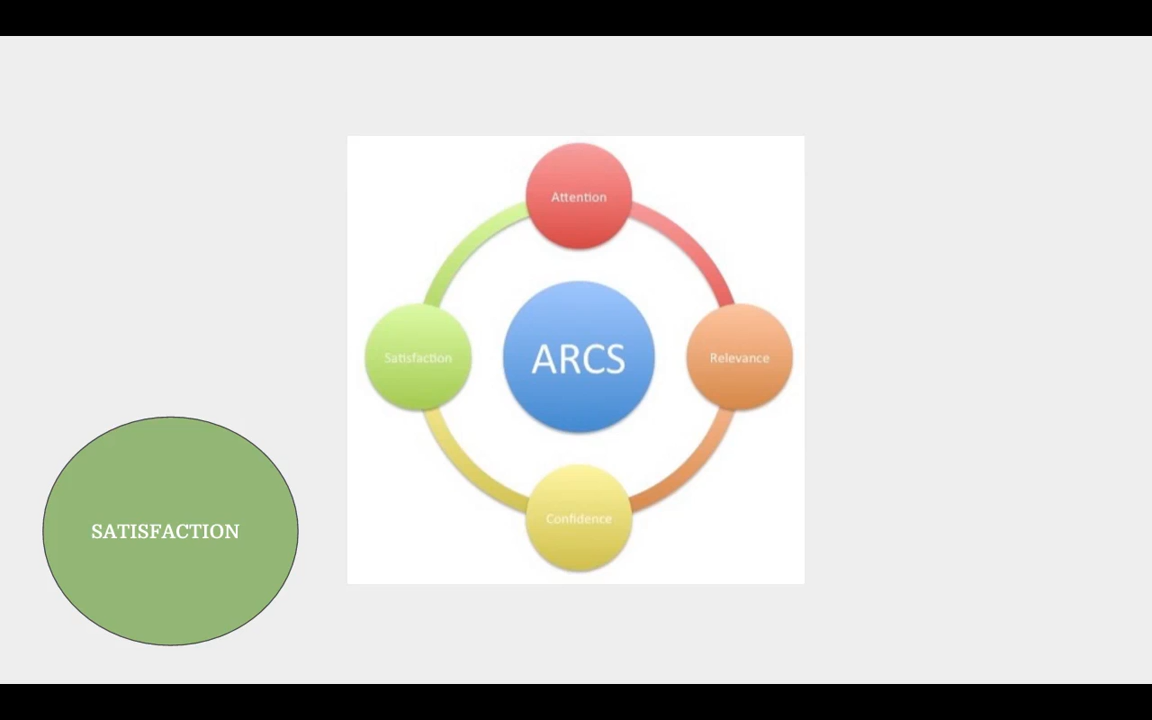 Attention
Satisfaction
ARCS
Relevance
Confidence
SATISFACTION